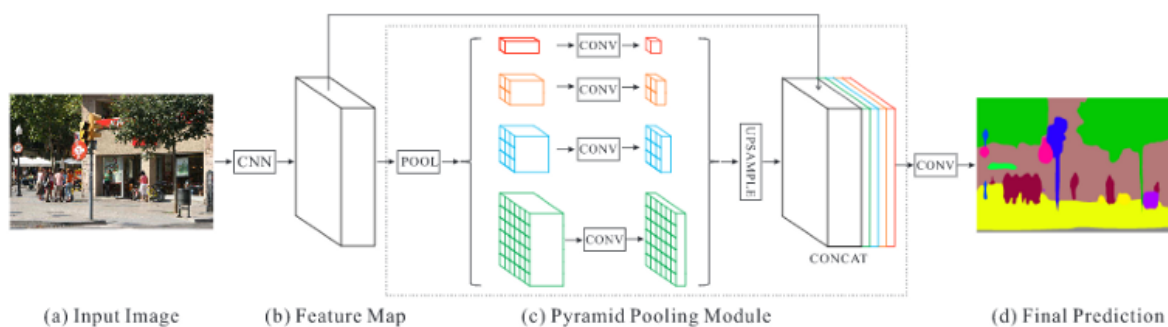 CNN
POOL
CONV
CONV
CONV
CONV
UPSAMPLE
CONCAT
CONV
(a) Input Image
(b) Feature Map
(c) Pyramid Pooling Module
(d) Final Prediction